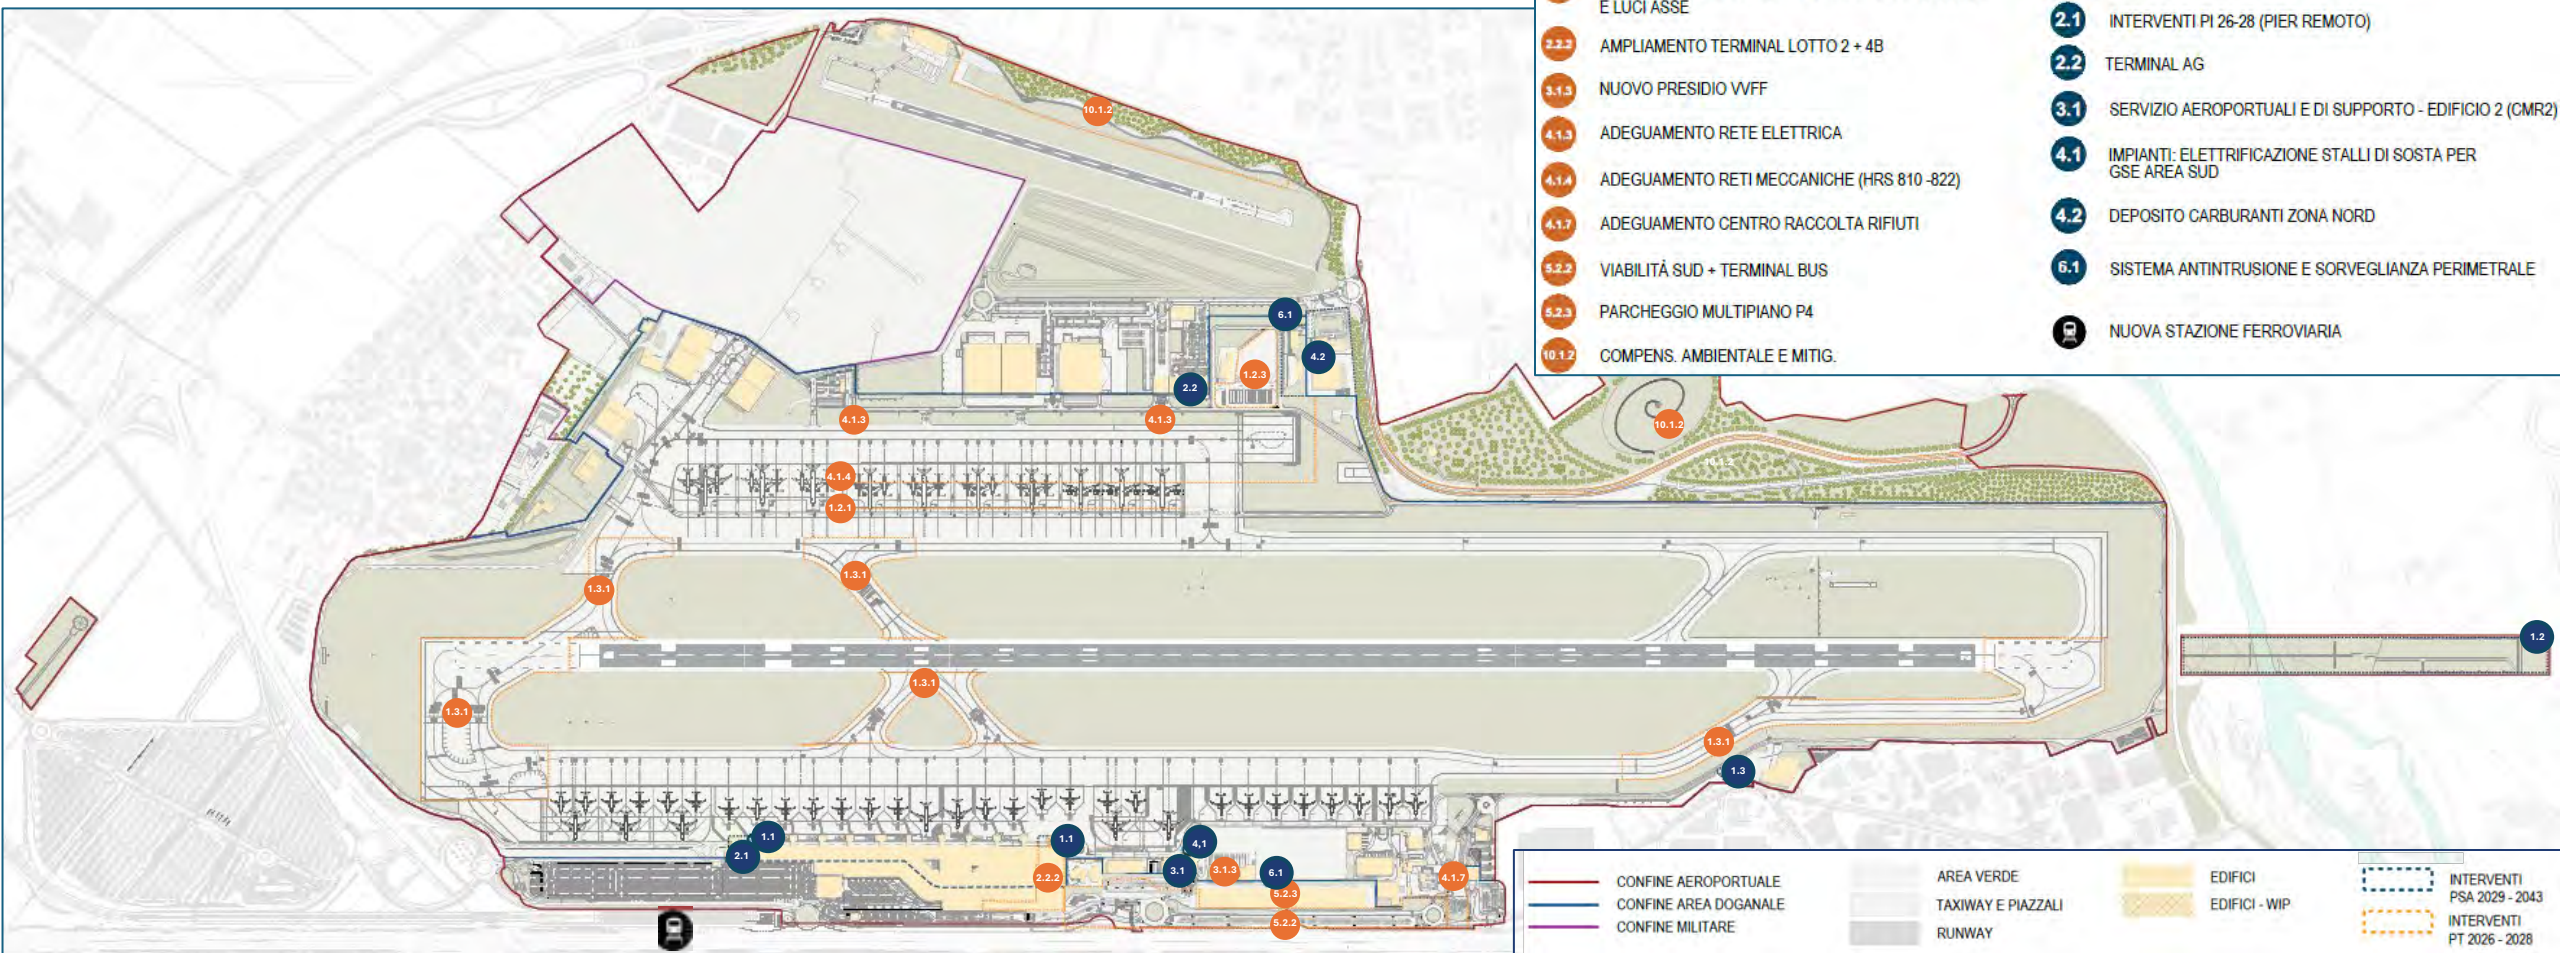 E LUCI ASSE
2.2.2 AMPLIAMENTO TERMINAL LOTTO 2 + 4B
3.1.3 NUOVO PRESIDIO VVFF
4.1.3 ADEGUAMENTO RETE ELETTRICA
4.1.4 ADEGUAMENTO RETI MECCANICHE (HRS 810 -822)
4.1.7 ADEGUAMENTO CENTRO RACCOLTA RIFIUTI
5.2.2 VIABILITÀ SUD + TERMINAL BUS
5.2.3 PARCHEGGIO MULTIPIANO P4
10.1.2 COMPENS. AMBIENTALE E MITIG.
2.1 INTERVENTI PI 26-28 (PIER REMOTO)
2.2 TERMINAL AG
3.1 SERVIZIO AEROPORTUALI E DI SUPPORTO - EDIFICIO 2 (CMR2)
4.1 IMPIANTI: ELETTRIFICAZIONE STALLI DI SOSTA PER
GSE AREA SUD
4.2 DEPOSITO CARBURANTI ZONA NORD
6.1 SISTEMA ANTINTRUSIONE E SORVEGLIANZA PERIMETRALE
NUOVA STAZIONE FERROVIARIA
10.1.2
6.1
4.2
1.2.3
2.2
4.1.3
4.1.3
10.1.2
10.1.2
4.1.4
1.2.1
1.3.1
1.3.1
1.2
1.3.1
1.3.1
1.3.1
1.3
1.1
1.1
2.1
4,1
3.1
3.1.3
6.1
2.2.2
4.1.7
5.2.3
5.2.2
CONFINE AEROPORTUALE
CONFINE AREA DOGANALE
CONFINE MILITARE
AREA VERDE
TAXIWAY E PIAZZALI
RUNWAY
EDIFICI
EDIFICI - WIP
INTERVENTI
PSA 2029 - 2043
INTERVENTI
PT 2026 - 2028